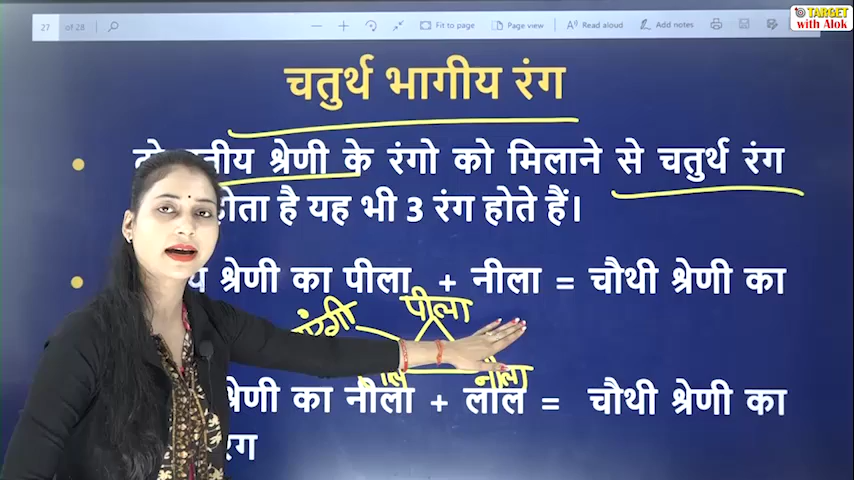 27 of 28 Fit to page Page view Read aloud Add notes
TARGET
with Alok
चतुर्थ भागीय रंग
श्रेणी के रंगो को मिलाने से चतुर्थ रंग
है यह भी 3 रंग होते हैं।
श्रेणी का पीला + नीला = चौथी श्रेणी का
पीला
नीला
श्रेणी का नीला + लाल = चौथी श्रेणी का
रंग